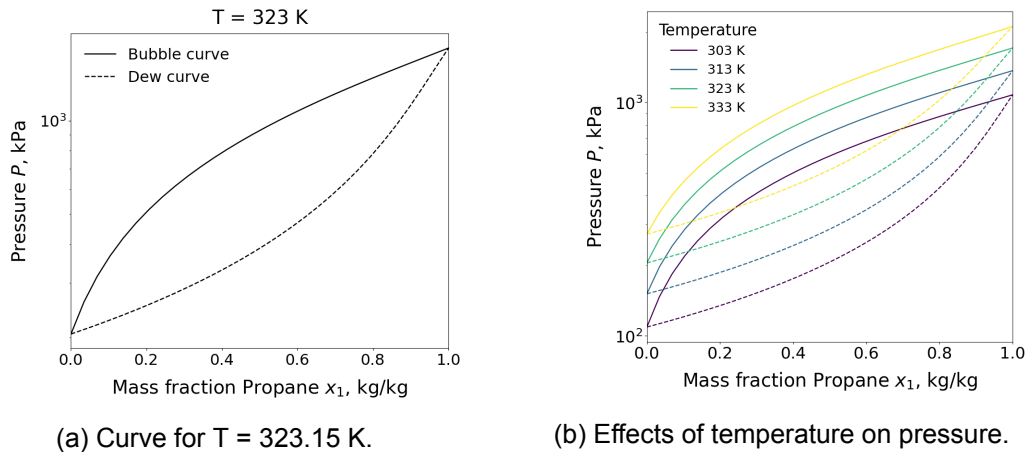 T = 323 K
Bubble curve
Dew curve
10³
Pressure P, kPa
0.0 0.2 0.4 0.6 0.8 1.0
Mass fraction Propane x₁, kg/kg
(a) Curve for T = 323.15 K.
Temperature
303 K
313 K
323 K
333 K
10³
10²
Pressure P, kPa
0.0 0.2 0.4 0.6 0.8 1.0
Mass fraction Propane x₁, kg/kg
(b) Effects of temperature on pressure.